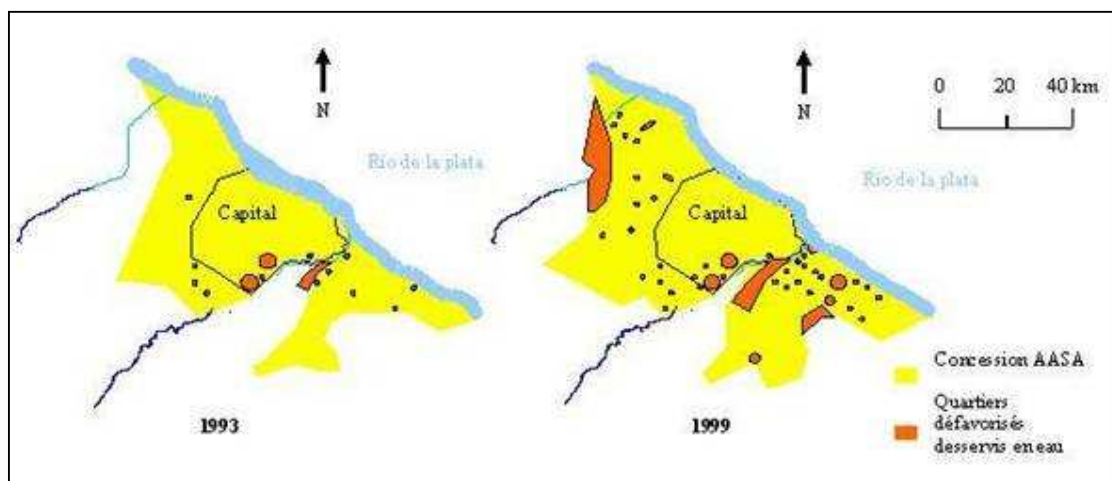 N
Río de la plata
Capital
1993
N
Río de la plata
Capital
1999
0 20 40 km
Concession AASA
Quartiers
défavorisés
desservis en eau